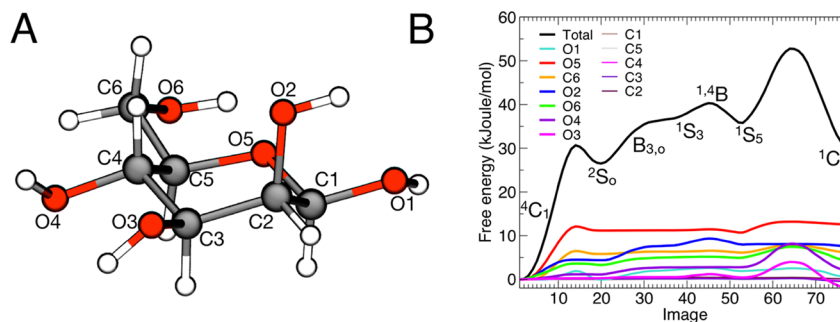 A
C6
O6
O2
O5
C4
C5
C1
O4
C2
O1
O3
C3
B
Free energy (kJoule/mol)
60
50
40
30
20
10
0
Total
O1
O5
C6
O2
O6
O4
O3
C1
C5
C4
C3
C2
⁴C₁
²Sₒ
B₃,ₒ
¹S₃
¹,⁴B
¹S₅
¹C
10 20 30 40 50 60 70
Image